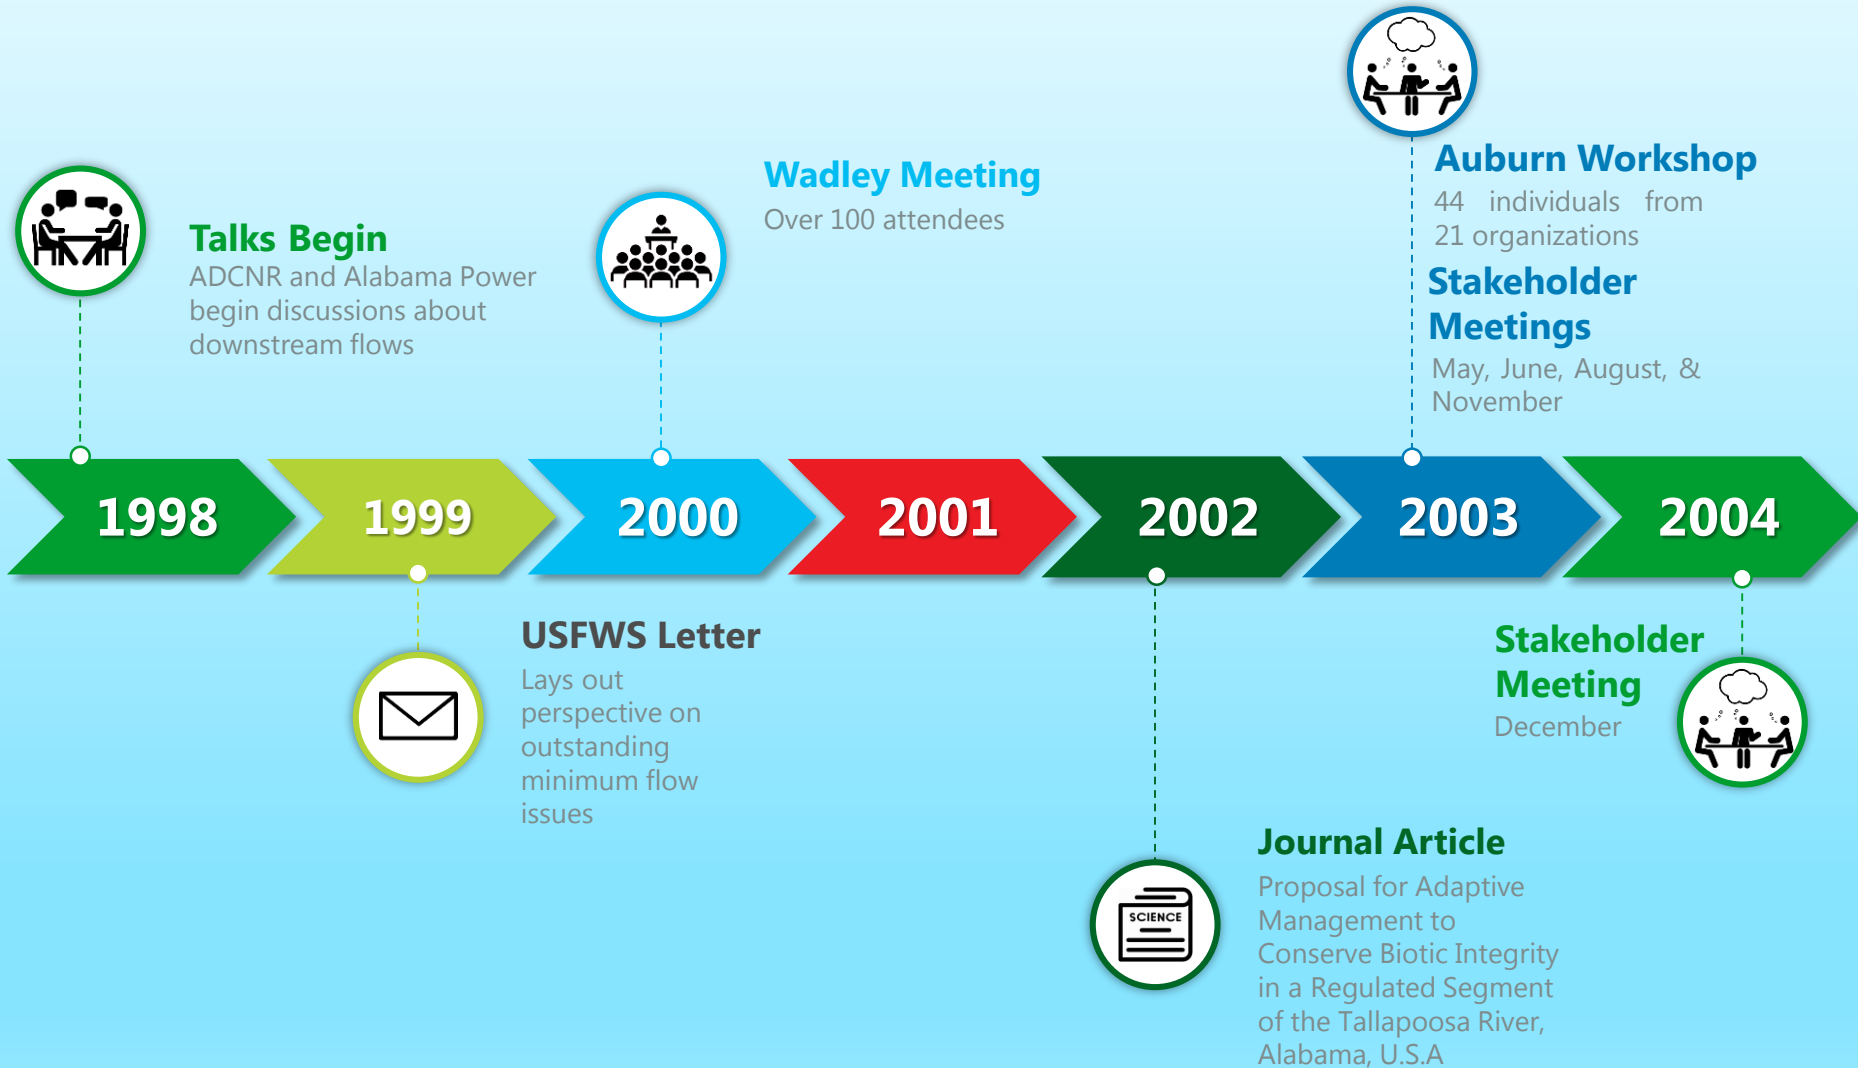 Talks Begin
ADCNR and Alabama Power
begin discussions about
downstream flows
Wadley Meeting
Over 100 attendees
Auburn Workshop
44 individuals from
21 organizations
Stakeholder
Meetings
May, June, August, &
November
1998
1999
2000
2001
2002
2003
2004
USFWS Letter
Lays out
perspective on
outstanding
minimum flow
issues
SCIENCE
Journal Article
Proposal for Adaptive
Management to
Conserve Biotic Integrity
in a Regulated Segment
of the Tallapoosa River,
Alabama, U.S.A
Stakeholder
Meeting
December